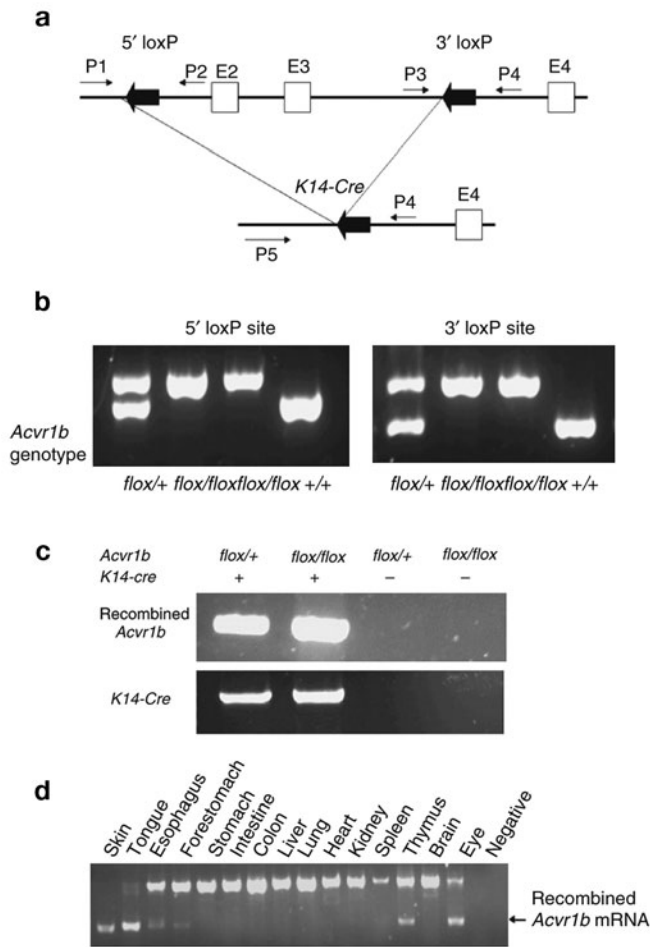 a
5′ loxP
3′ loxP
P1
P2
E2
E3
P3
P4
E4
K14-Cre
P4
E4
P5
b
5′ loxP site
3′ loxP site
Acvr1b
genotype
flox/+ flox/floxflox/flox +/+
flox/+ flox/floxflox/flox +/+
c
Acvr1b flox/+ flox/flox flox/+ flox/flox
K14-cre + + – –
Recombined
Acvr1b
K14-Cre
d
Skin
Tongue
Esophagus
Forestomach
Stomach
Intestine
Colon
Liver
Lung
Heart
Kidney
Spleen
Thymus
Brain
Eye
Negative
Recombined
Acvr1b mRNA